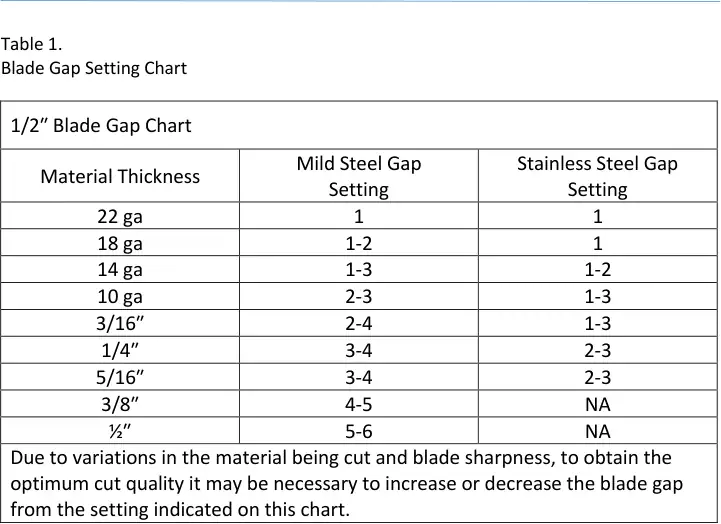 Table 1.
Blade Gap Setting Chart
1/2” Blade Gap Chart
Material Thickness Mild Steel Gap Setting Stainless Steel Gap Setting
22 ga 1 1
18 ga 1-2 1
14 ga 1-3 1-2
10 ga 2-3 1-3
3/16” 2-4 1-3
1/4” 3-4 2-3
5/16” 3-4 2-3
3/8” 4-5 NA
½” 5-6 NA
Due to variations in the material being cut and blade sharpness, to obtain the
optimum cut quality it may be necessary to increase or decrease the blade gap
from the setting indicated on this chart.